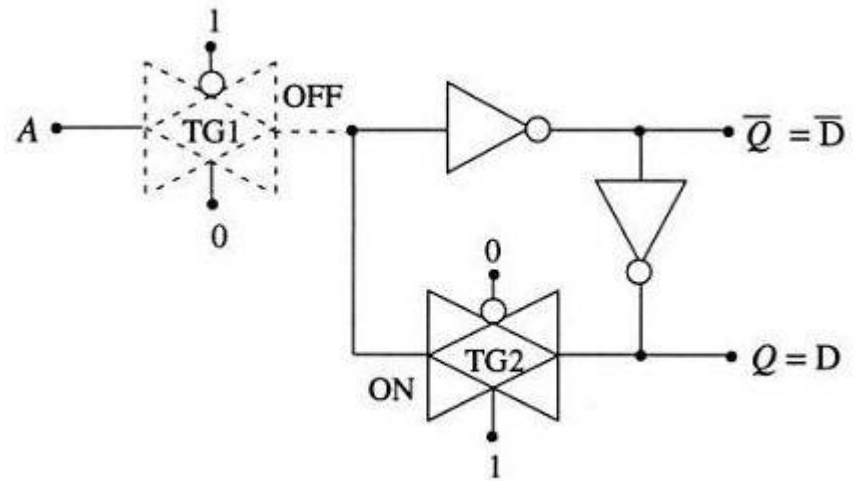 1
OFF
A
TG1
Q̅ = D̅
0
0
TG2
Q = D
ON
1